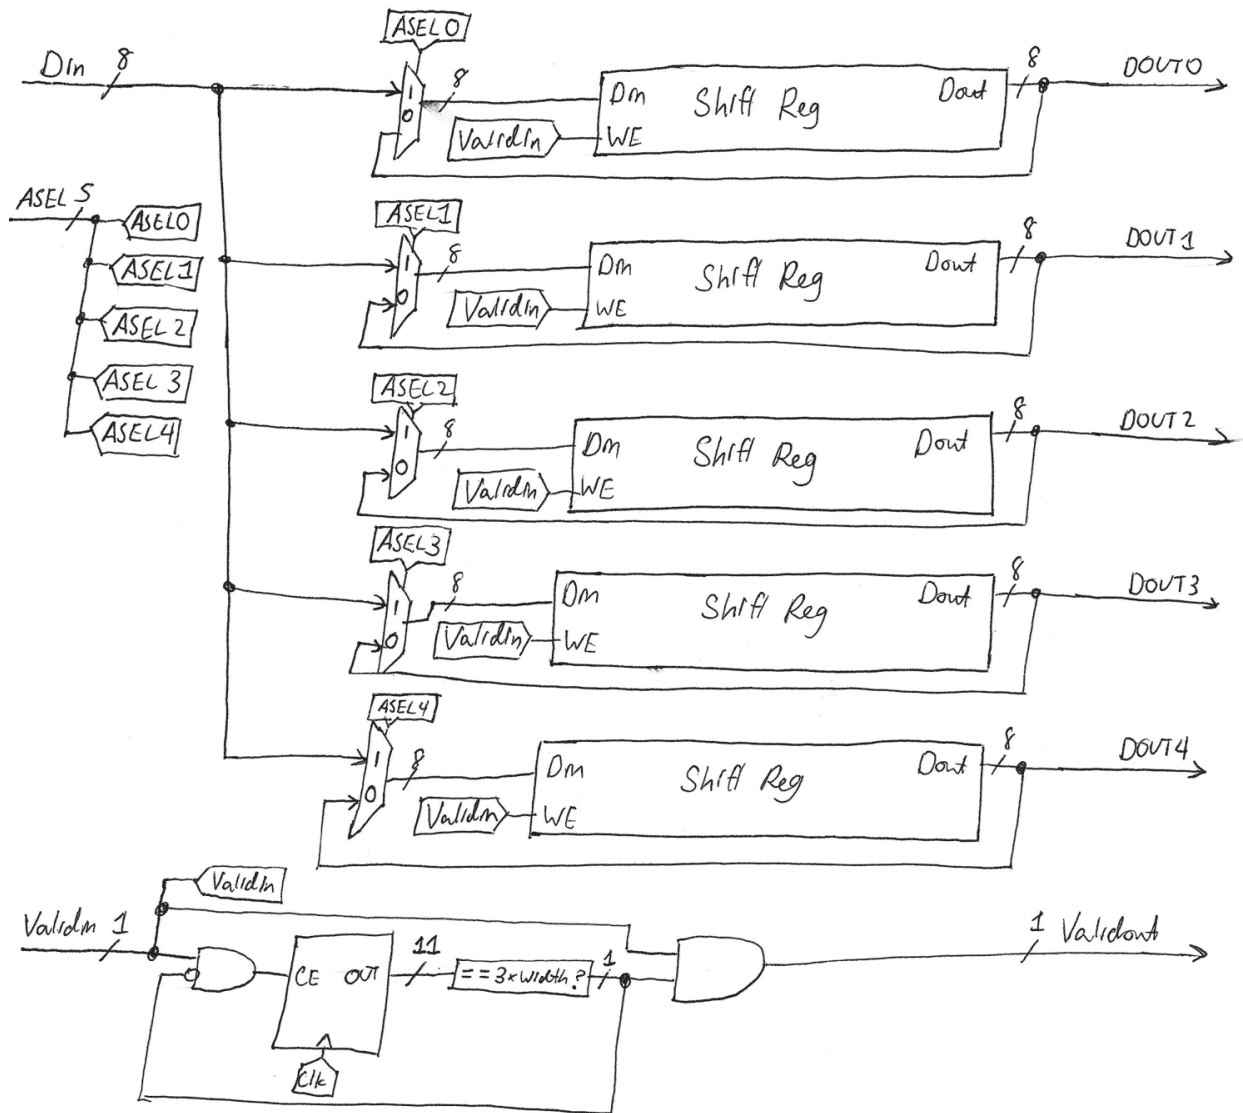 ASEL0
Din 8
8
Din Shift Reg Dout
8
DOUT0
1
0
ValidIn
WE
ASEL 5
ASEL0
ASEL1
ASEL2
ASEL3
ASEL4
ASEL1
8
Din Shift Reg Dout
8
DOUT1
1
0
ValidIn
WE
ASEL2
8
Din Shift Reg Dout
8
DOUT2
1
0
ValidIn
WE
ASEL3
8
Din Shift Reg Dout
8
DOUT3
1
0
ValidIn
WE
ASEL4
8
Din Shift Reg Dout
8
DOUT4
1
0
ValidIn
WE
ValidIn
ValidIn 1
CE OUT
11
==3×width?
1
1 Validout
Clk